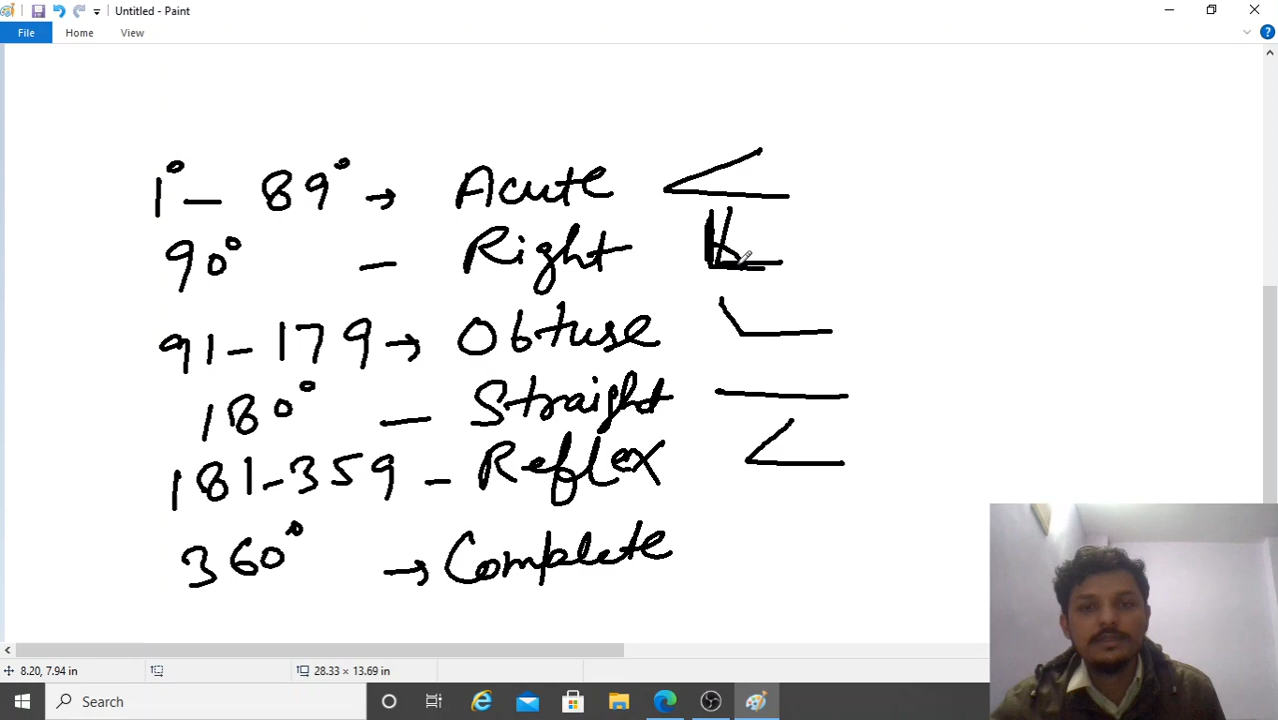 Untitled - Paint
File Home View
1° - 89° → Acute
90° - Right
91 - 179 → Obtuse
180° - Straight
181 - 359 - Reflex
360° → Complete
8.20, 7.94 in 28.33 × 13.69 in
Search